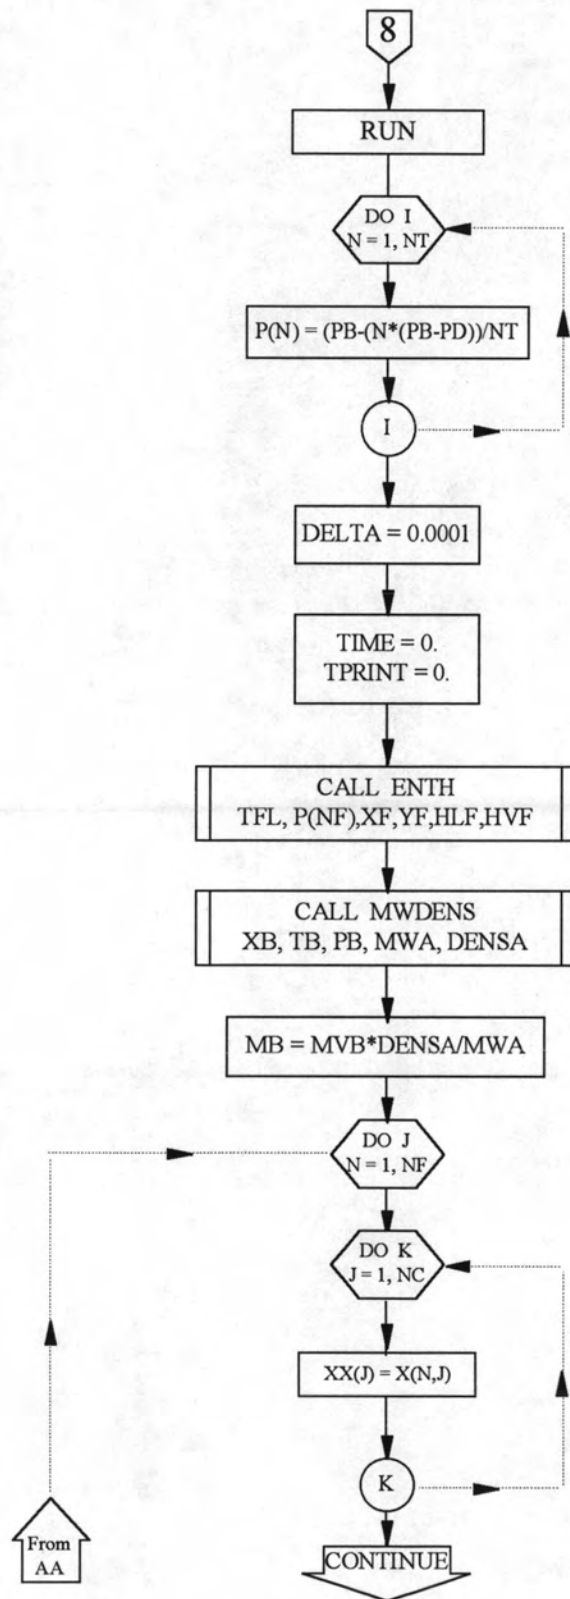 8
RUN
DO I
N = 1, NT
P(N) = (PB-(N*(PB-PD))/NT
I
DELTA = 0.0001
TIME = 0.
TPRINT = 0.
CALL ENTH
TFL, P(NF),XF,YF,HLF,HVF
CALL MWDENS
XB, TB, PB, MWA, DENSA
MB = MVB*DENSA/MWA
DO J
N = 1, NF
DO K
J = 1, NC
XX(J) = X(N,J)
K
From
AA
CONTINUE